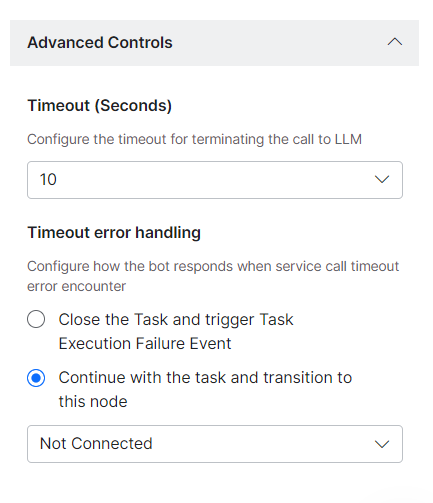 Advanced Controls
Timeout (Seconds)
Configure the timeout for terminating the call to LLM
10
Timeout error handling
Configure how the bot responds when service call timeout
error encounter
Close the Task and trigger Task
Execution Failure Event
Continue with the task and transition to
this node
Not Connected